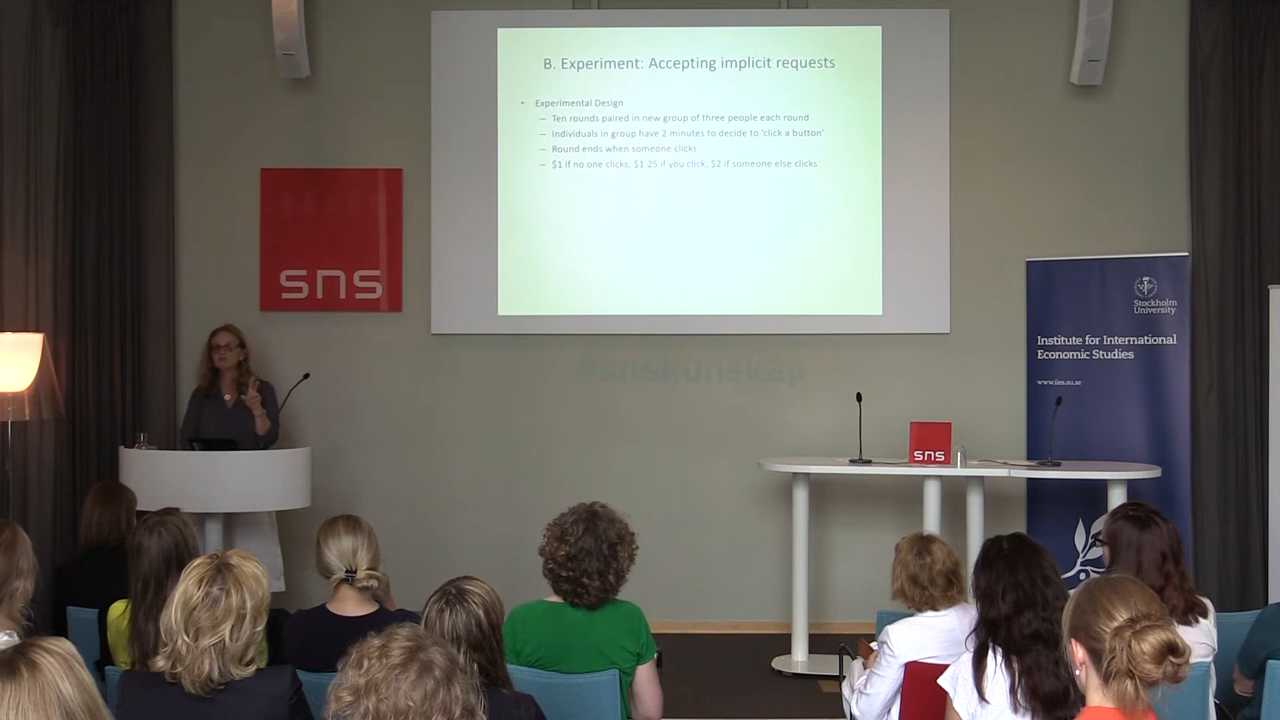 B. Experiment: Accepting implicit requests
• Experimental Design
– Ten rounds paired in new group of three people each round
– Individuals in group have 2 minutes to decide to 'click a button'
– Round ends when someone clicks
– $1 if no one clicks; $1.25 if you click, $2 if someone else clicks
sns
#snskunskap
Stockholm
University
Institute for International
Economic Studies
www.iies.su.se
sns